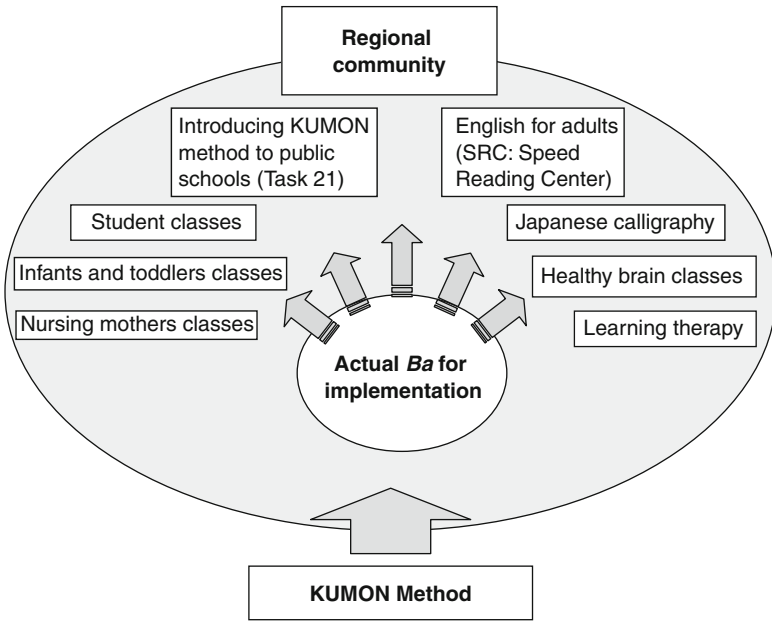 Regional
community
Introducing KUMON
method to public
schools (Task 21)
English for adults
(SRC: Speed
Reading Center)
Student classes
Japanese calligraphy
Infants and toddlers classes
Healthy brain classes
Nursing mothers classes
Learning therapy
Actual Ba for
implementation
KUMON Method